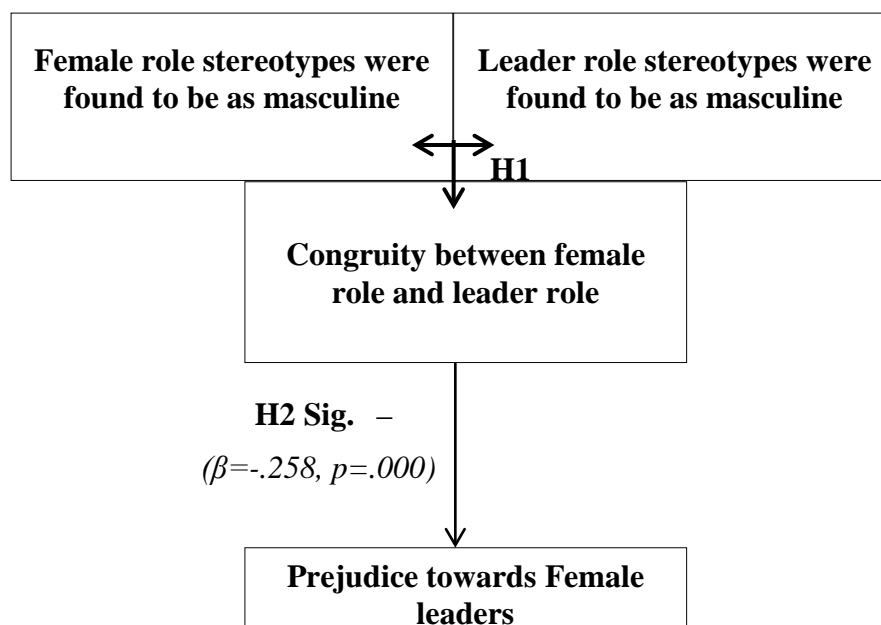 Female role stereotypes were
found to be as masculine
Leader role stereotypes were
found to be as masculine
H1
Congruity between female
role and leader role
H2 Sig. –
(β=-.258, p=.000)
Prejudice towards Female
leaders